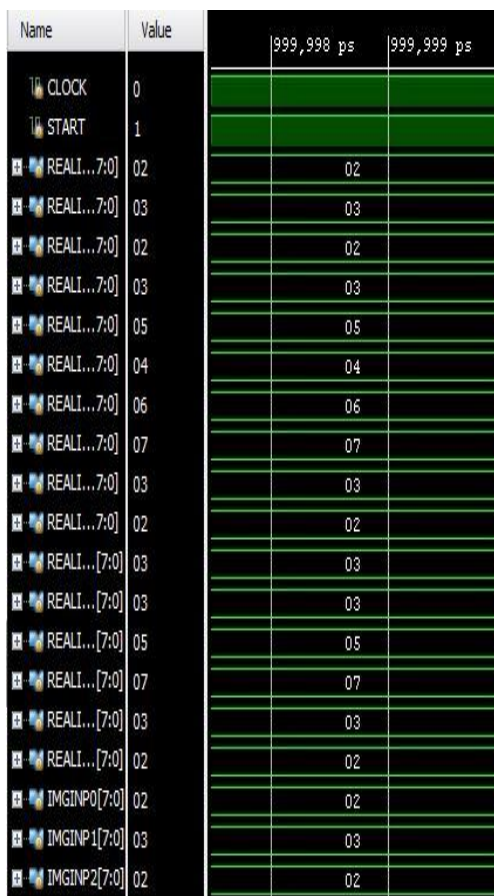 Name Value 999,998 ps 999,999 ps
CLOCK 0
START 1
REALI...7:0] 02 02
REALI...7:0] 03 03
REALI...7:0] 02 02
REALI...7:0] 03 03
REALI...7:0] 05 05
REALI...7:0] 04 04
REALI...7:0] 06 06
REALI...7:0] 07 07
REALI...7:0] 03 03
REALI...7:0] 02 02
REALI...[7:0] 03 03
REALI...[7:0] 03 03
REALI...[7:0] 05 05
REALI...[7:0] 07 07
REALI...[7:0] 03 03
REALI...[7:0] 02 02
IMGINP0[7:0] 02 02
IMGINP1[7:0] 03 03
IMGINP2[7:0] 02 02